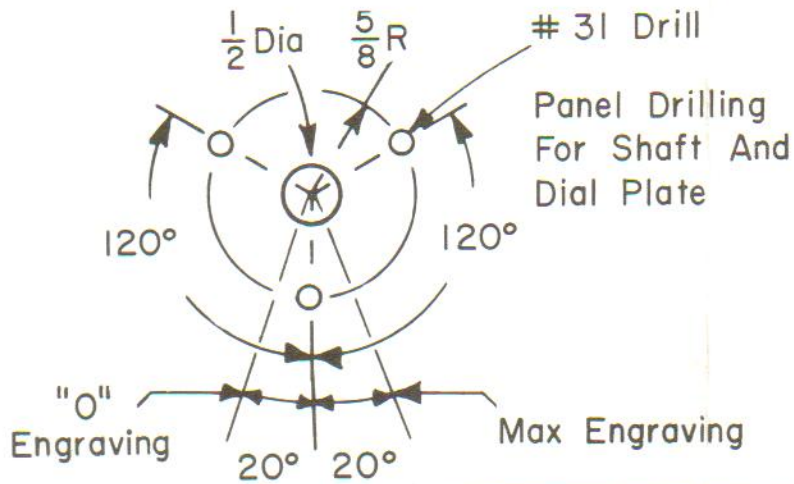 1/2 Dia
5/8 R
# 31 Drill
Panel Drilling
For Shaft And
Dial Plate
120°
120°
"O"
Engraving
Max Engraving
20°
20°